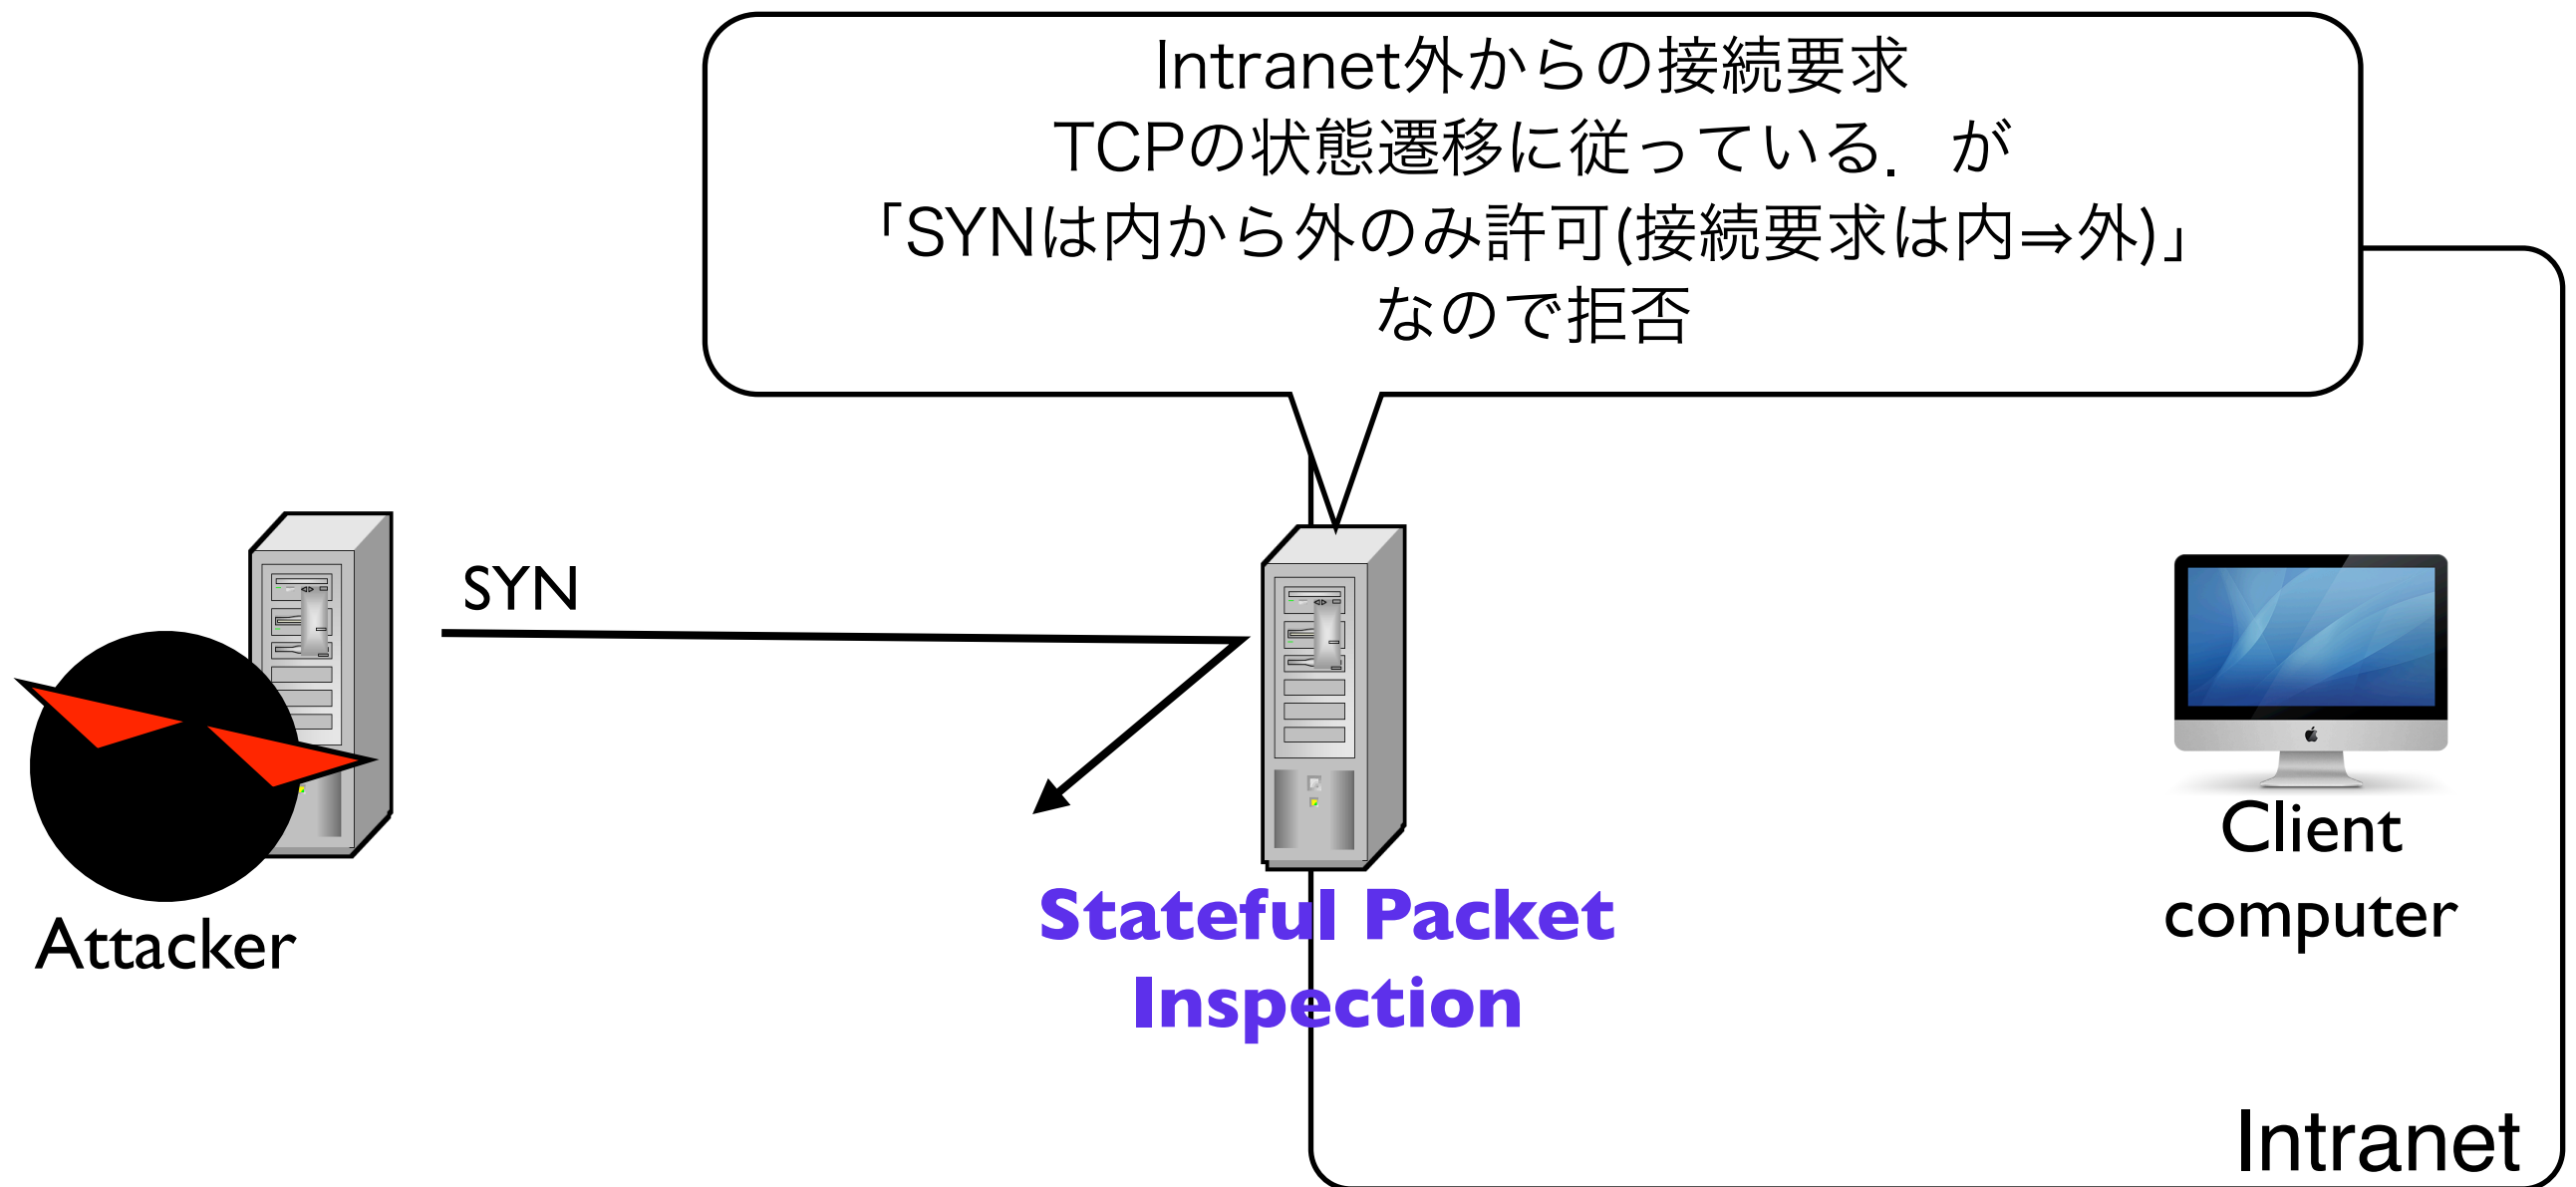 Intranet外からの接続要求
TCPの状態遷移に従っている．が
「SYNは内から外のみ許可(接続要求は内⇒外)」
なので拒否
SYN
Attacker
Stateful Packet
Inspection
Client
computer
Intranet